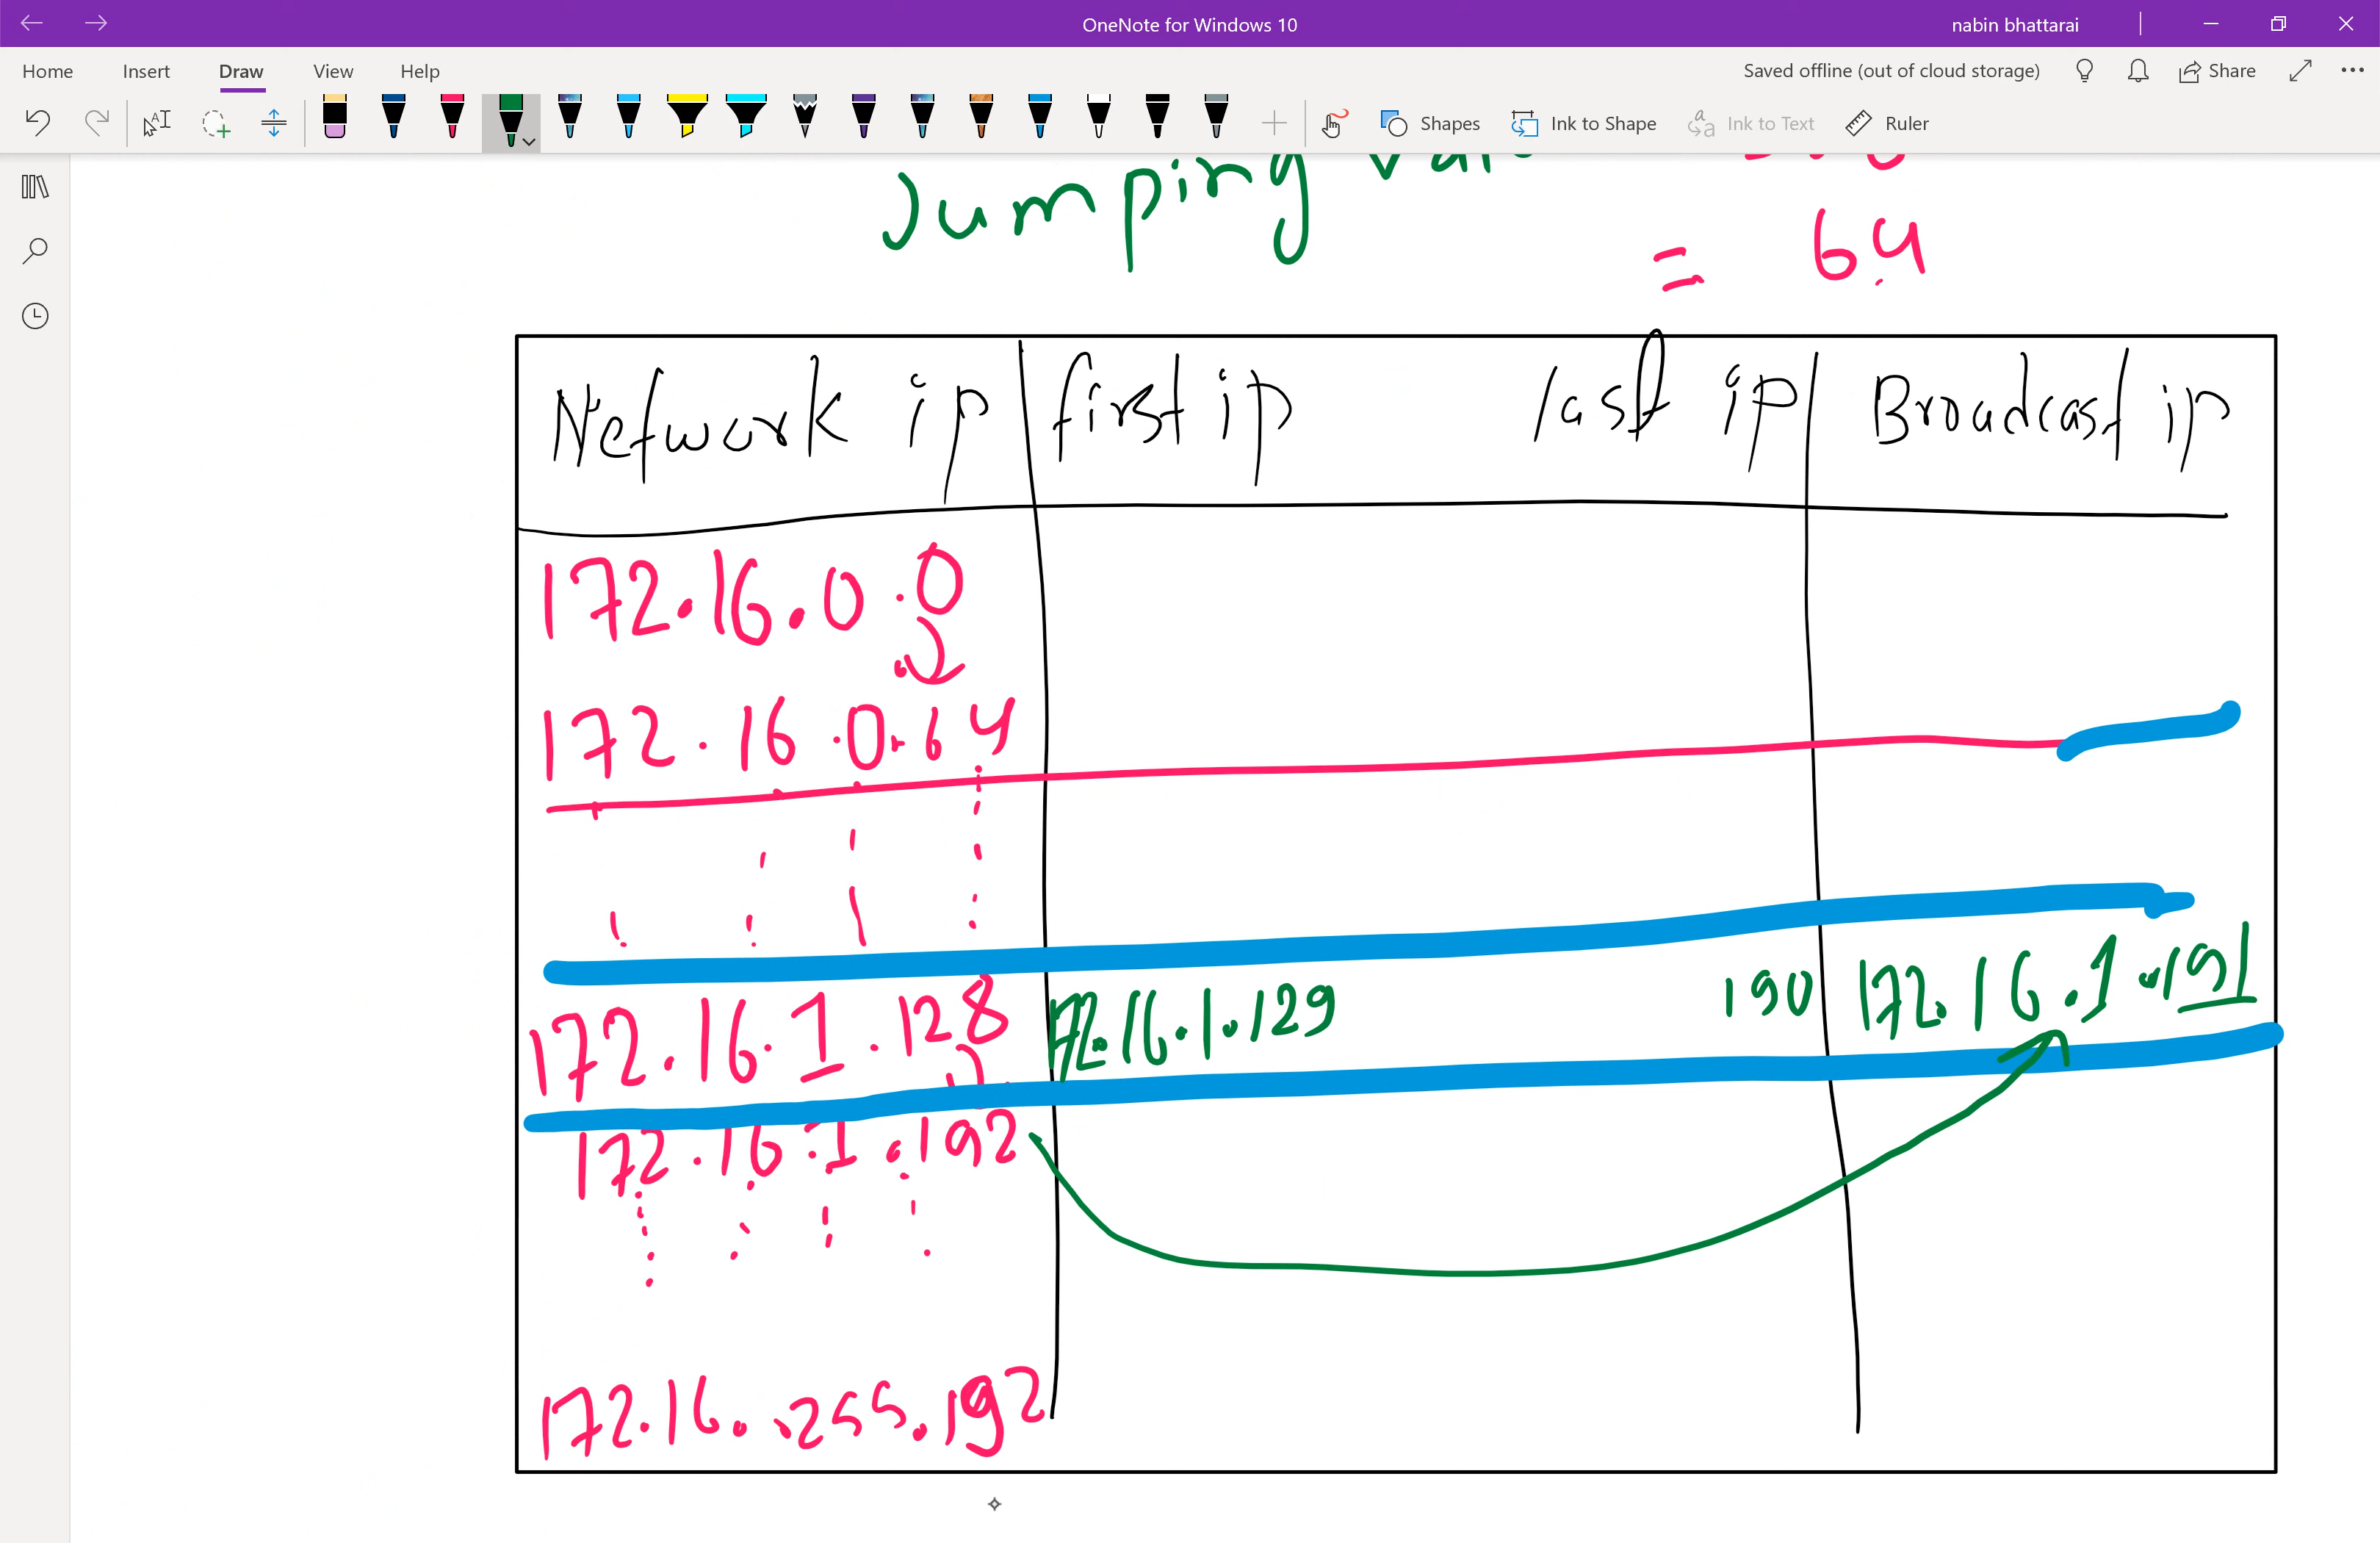 OneNote for Windows 10 nabin bhattarai
Home Insert Draw View Help Saved offline (out of cloud storage) Share
Shapes Ink to Shape Ink to Text Ruler
Jumping
= 64
Network ip first ip last ip Broadcast ip
172.16.0.0
172.16.0.64
172.16.1.128 172.16.1.129 190 172.16.1.191
172.16.1.192
172.16..255.192